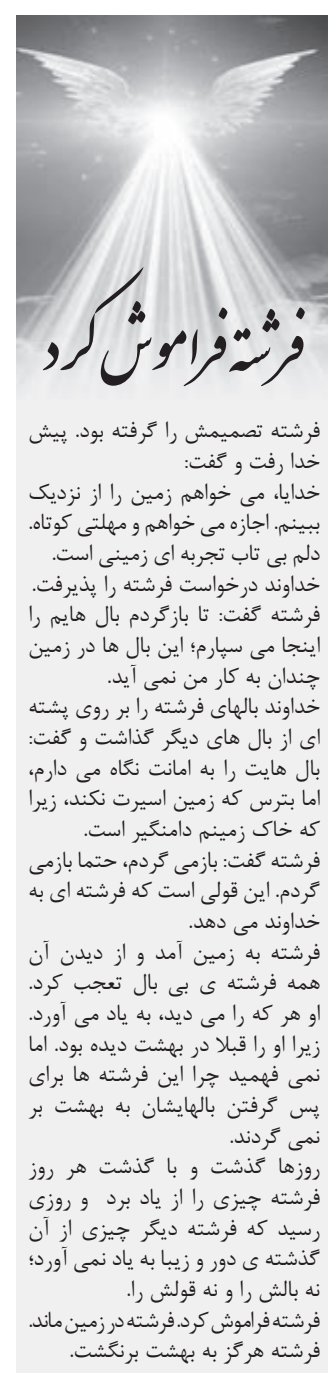 فرشته فراموش کرد
فرشته تصمیمش را گرفته بود. پیش
خدا رفت و گفت:
خدایا، می خواهم زمین را از نزدیک
ببینم. اجازه می خواهم و مهلتی کوتاه.
دلم بی تاب تجربه ای زمینی است.
خداوند درخواست فرشته را پذیرفت.
فرشته گفت: تا بازگردم بال هایم را
اینجا می سپارم؛ این بال ها در زمین
چندان به کار من نمی آید.
خداوند بالهای فرشته را بر روی پشته
ای از بال های دیگر گذاشت و گفت:
بال هایت را به امانت نگاه می دارم،
اما بترس که زمین اسیرت نکند، زیرا
که خاک زمینم دامنگیر است.
فرشته گفت: بازمی گردم، حتما بازمی
گردم. این قولی است که فرشته ای به
خداوند می دهد.
فرشته به زمین آمد و از دیدن آن
همه فرشته ی بی بال تعجب کرد.
او هر که را می دید، به یاد می آورد.
زیرا او را قبلا در بهشت دیده بود. اما
نمی فهمید چرا این فرشته ها برای
پس گرفتن بالهایشان به بهشت بر
نمی گردند.
روزها گذشت و با گذشت هر روز
فرشته چیزی را از یاد برد و روزی
رسید که فرشته دیگر چیزی از آن
گذشته ی دور و زیبا به یاد نمی آورد؛
نه بالش را و نه قولش را.
فرشته فراموش کرد. فرشته در زمین ماند.
فرشته هرگز به بهشت برنگشت.